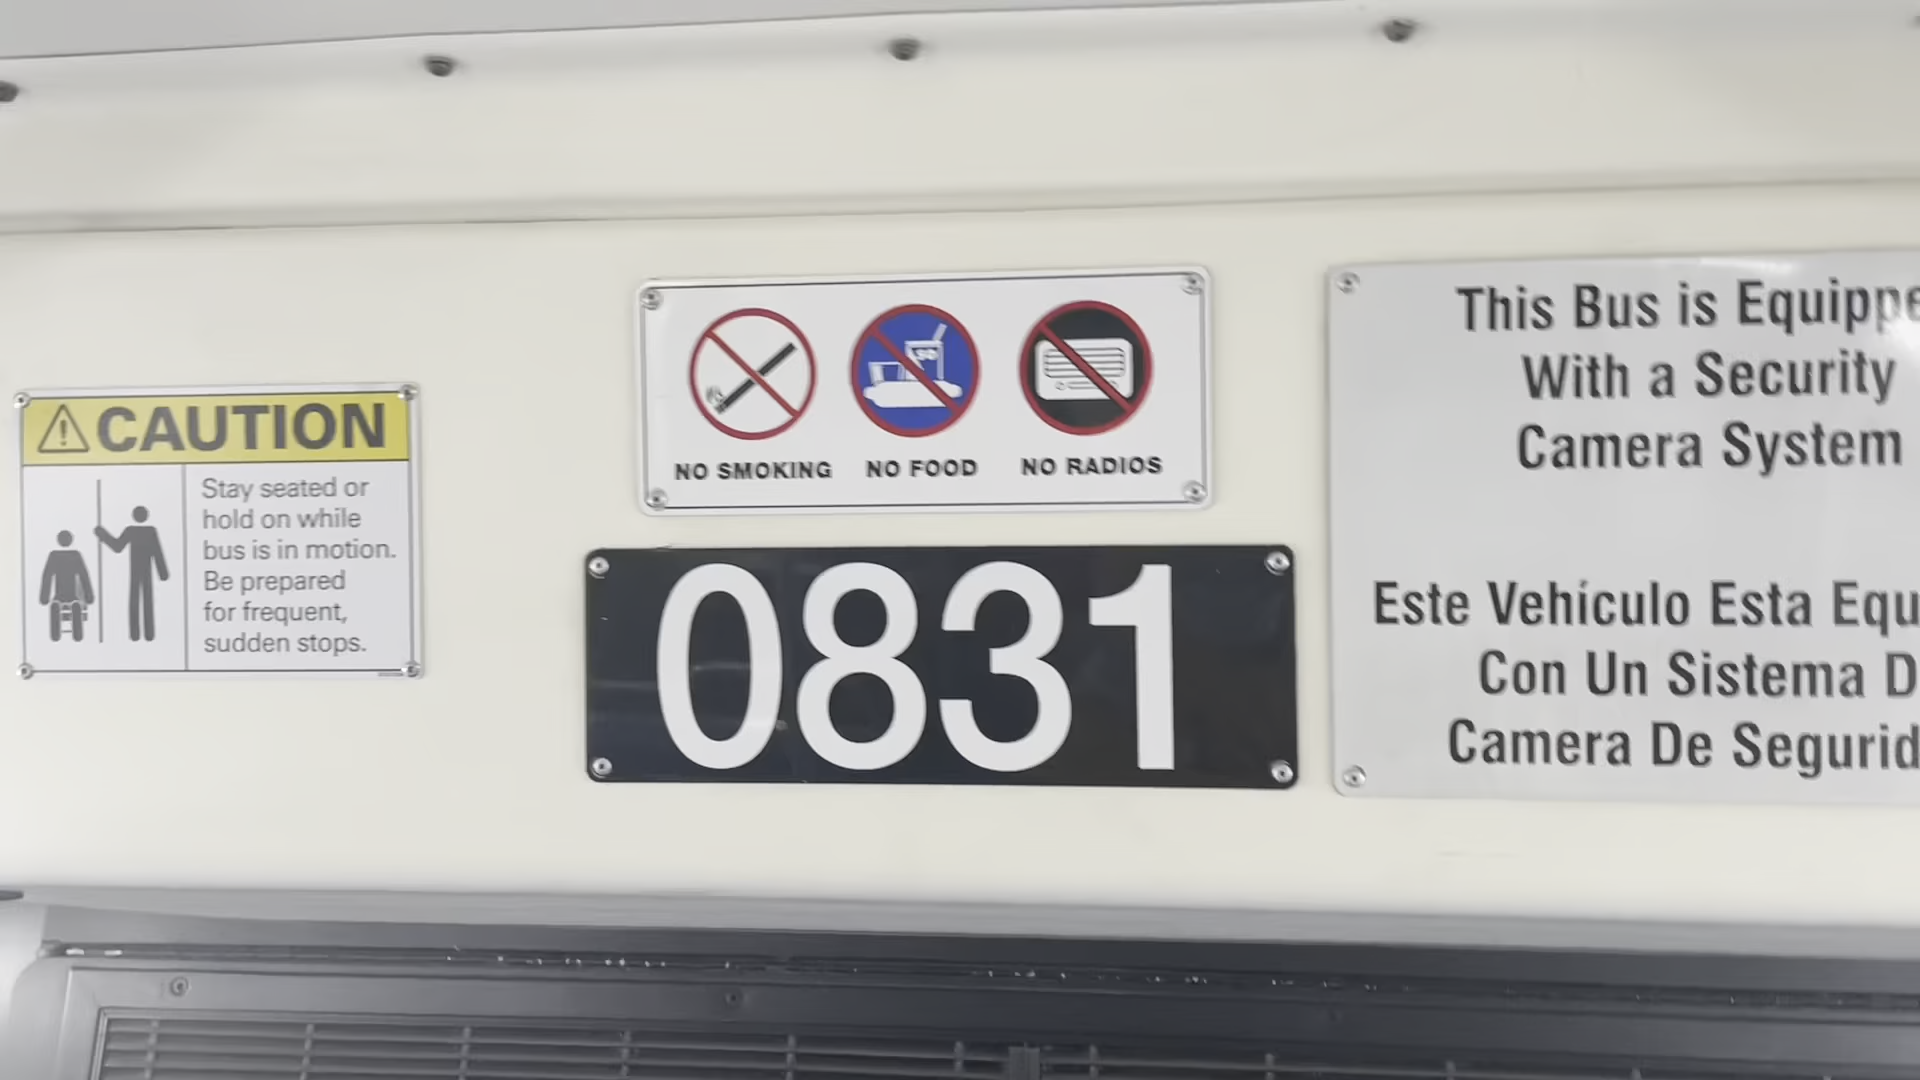 CAUTION
Stay seated or
hold on while
bus is in motion.
Be prepared
for frequent,
sudden stops.
NO SMOKING NO FOOD NO RADIOS
0831
This Bus is Equippe
With a Security
Camera System
Este Vehículo Esta Equ
Con Un Sistema D
Camera De Segurid